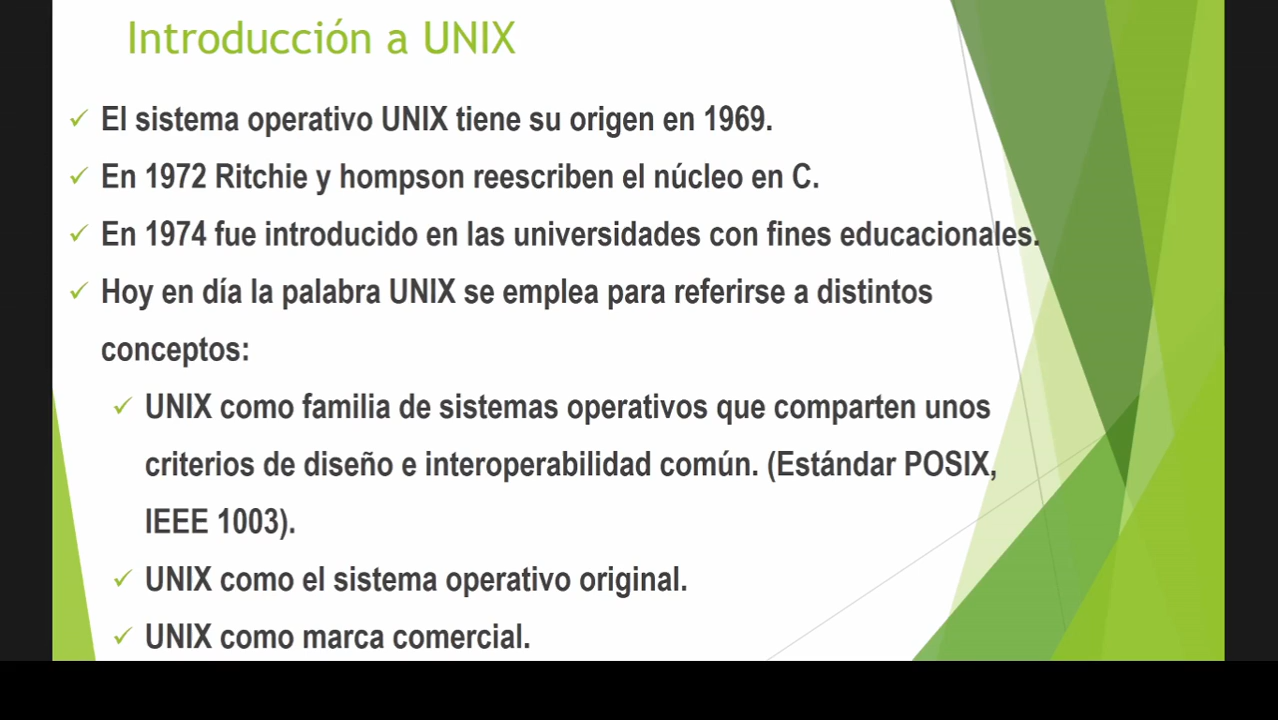 Introducción a UNIX
El sistema operativo UNIX tiene su origen en 1969.
En 1972 Ritchie y hompson reescriben el núcleo en C.
En 1974 fue introducido en las universidades con fines educacionales.
Hoy en día la palabra UNIX se emplea para referirse a distintos
conceptos:
UNIX como familia de sistemas operativos que comparten unos
criterios de diseño e interoperabilidad común. (Estándar POSIX,
IEEE 1003).
UNIX como el sistema operativo original.
UNIX como marca comercial.